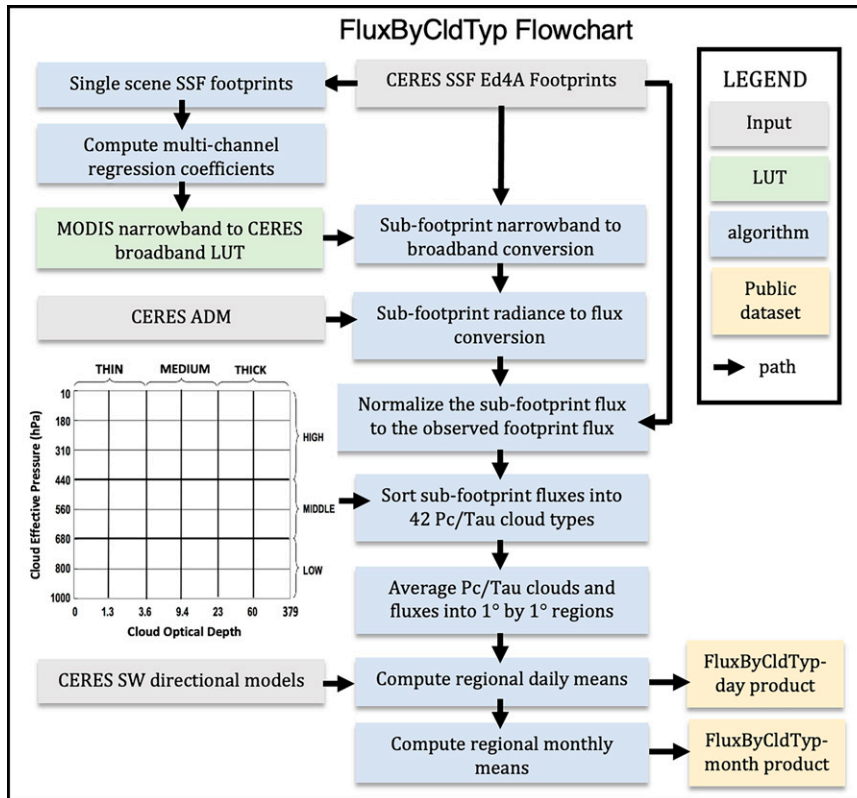 FluxByCldTyp Flowchart
Single scene SSF footprints
CERES SSF Ed4A Footprints
Compute multi-channel
regression coefficients
MODIS narrowband to CERES
broadband LUT
Sub-footprint narrowband to
broadband conversion
CERES ADM
Sub-footprint radiance to flux
conversion
Normalize the sub-footprint flux
to the observed footprint flux
THIN
MEDIUM
THICK
Cloud Effective Pressure (hPa)
10
180
310
440
560
680
800
1000
HIGH
MIDDLE
LOW
0 1.3 3.6 9.4 23 60 379
Cloud Optical Depth
Sort sub-footprint fluxes into
42 Pc/Tau cloud types
Average Pc/Tau clouds and
fluxes into 1° by 1° regions
CERES SW directional models
Compute regional daily means
FluxByCldTyp-
day product
Compute regional monthly
means
FluxByCldTyp-
month product
LEGEND
Input
LUT
algorithm
Public
dataset
path